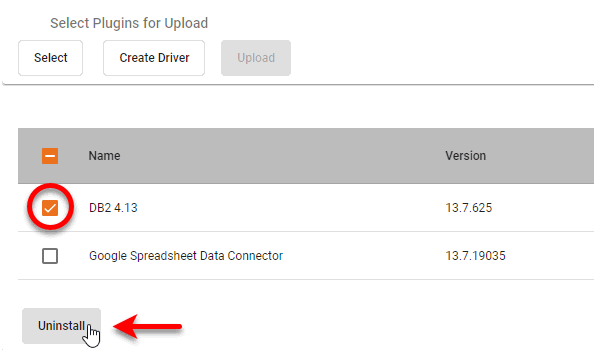 Select Plugins for Upload
Select Create Driver Upload
Name Version
DB2 4.13 13.7.625
Google Spreadsheet Data Connector 13.7.19035
Uninstall